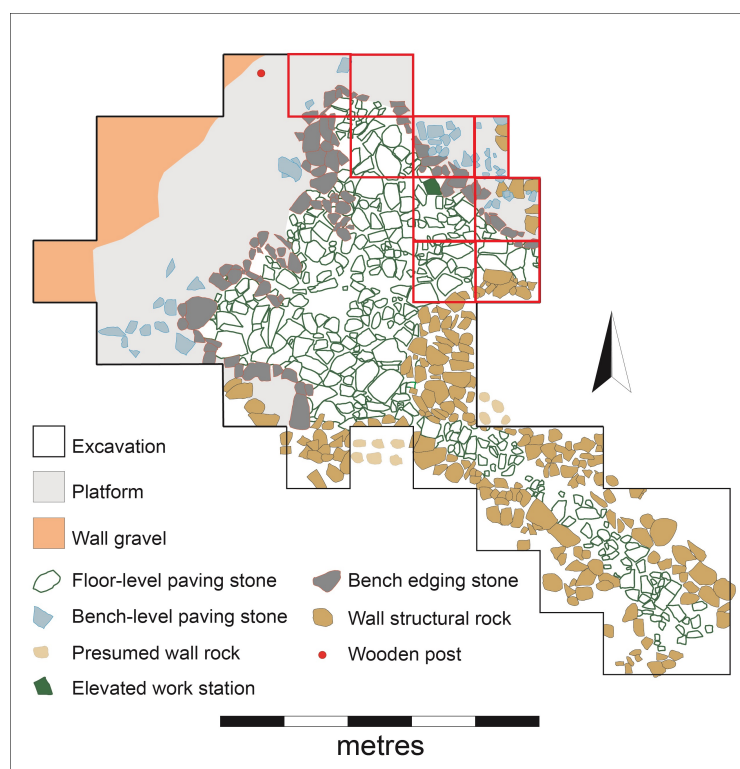 Excavation
Platform
Wall gravel
Floor-level paving stone
Bench edging stone
Bench-level paving stone
Wall structural rock
Presumed wall rock
Wooden post
Elevated work station
metres